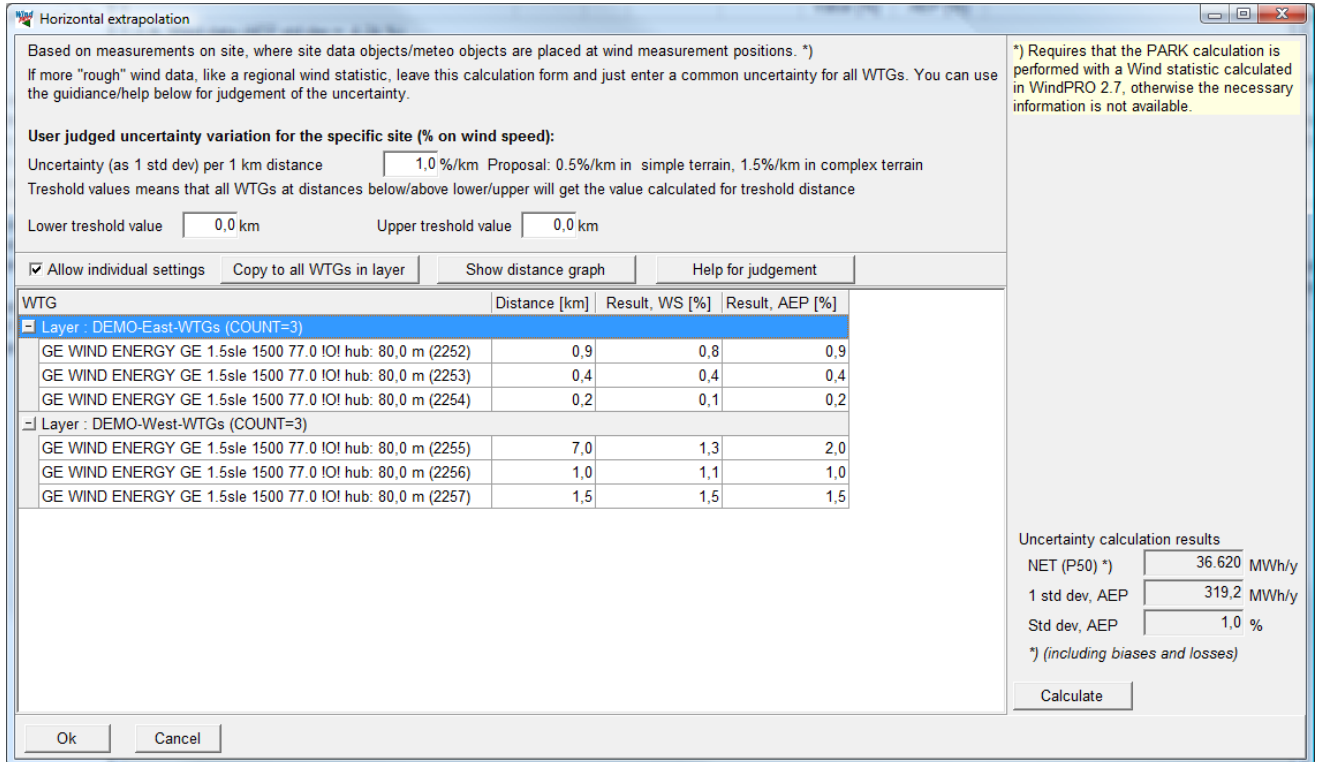 Horizontal extrapolation
Based on measurements on site, where site data objects/meteo objects are placed at wind measurement positions. *)
If more "rough" wind data, like a regional wind statistic, leave this calculation form and just enter a common uncertainty for all WTGs. You can use
the guidiance/help below for judgement of the uncertainty.
*) Requires that the PARK calculation is
performed with a Wind statistic calculated
in WindPRO 2.7, otherwise the necessary
information is not available.
User judged uncertainty variation for the specific site (% on wind speed):
Uncertainty (as 1 std dev) per 1 km distance 1,0 %/km Proposal: 0.5%/km in simple terrain, 1.5%/km in complex terrain
Treshold values means that all WTGs at distances below/above lower/upper will get the value calculated for treshold distance
Lower treshold value 0,0 km Upper treshold value 0,0 km
Allow individual settings Copy to all WTGs in layer Show distance graph Help for judgement
WTG Distance [km] Result, WS [%] Result, AEP [%]
Layer : DEMO-East-WTGs (COUNT=3)
GE WIND ENERGY GE 1.5sle 1500 77.0 !O! hub: 80,0 m (2252) 0,9 0,8 0,9
GE WIND ENERGY GE 1.5sle 1500 77.0 !O! hub: 80,0 m (2253) 0,4 0,4 0,4
GE WIND ENERGY GE 1.5sle 1500 77.0 !O! hub: 80,0 m (2254) 0,2 0,1 0,2
Layer : DEMO-West-WTGs (COUNT=3)
GE WIND ENERGY GE 1.5sle 1500 77.0 !O! hub: 80,0 m (2255) 7,0 1,3 2,0
GE WIND ENERGY GE 1.5sle 1500 77.0 !O! hub: 80,0 m (2256) 1,0 1,1 1,0
GE WIND ENERGY GE 1.5sle 1500 77.0 !O! hub: 80,0 m (2257) 1,5 1,5 1,5
Uncertainty calculation results
NET (P50) *) 36.620 MWh/y
1 std dev, AEP 319,2 MWh/y
Std dev, AEP 1,0 %
*) (including biases and losses)
Calculate
Ok Cancel